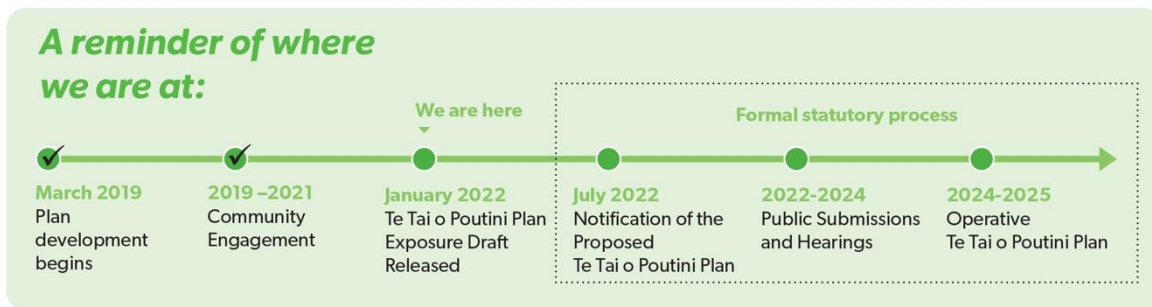 A reminder of where
we are at:
We are here
Formal statutory process
March 2019
Plan
development
begins
2019 –2021
Community
Engagement
January 2022
Te Tai o Poutini Plan
Exposure Draft
Released
July 2022
Notification of the
Proposed
Te Tai o Poutini Plan
2022-2024
Public Submissions
and Hearings
2024-2025
Operative
Te Tai o Poutini Plan